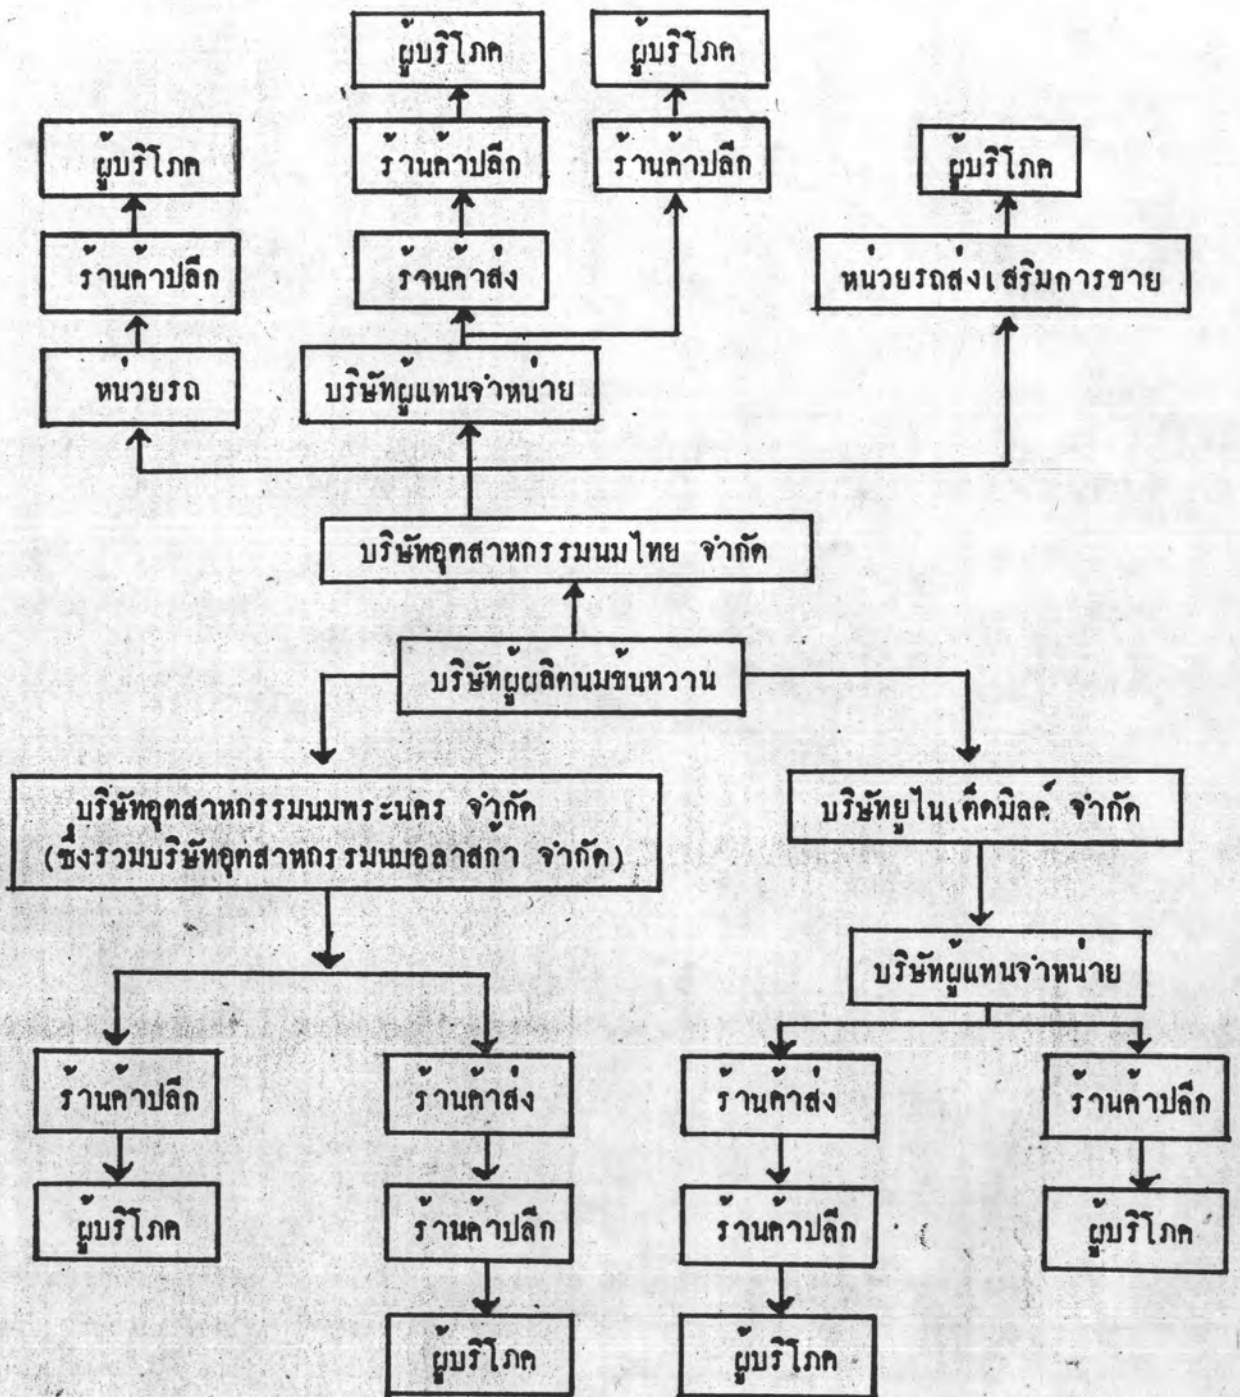 ผู้บริโภค
ผู้บริโภค
ผู้บริโภค
ร้านค้าปลีก
ร้านค้าปลีก
ผู้บริโภค
ร้านค้าปลีก
ร้จนค้าส่ง
หน่วยรถส่งเสริมการขาย
หน่วยรถ
บริษัทผู้แทนจำหน่าย
บริษัทอุตสาหกรรมนมไทย จำกัด
บริษัทผู้ผลิตนมข้นหวาน
บริษัทอุตสาหกรรมนมพระนคร จำกัด
(ซึ่งรวมบริษัทอุตสาหกรรมนมอลาสก้า จำกัด)
บริษัทยูไนเต็ดมิลค์ จำกัด
บริษัทผู้แทนจำหน่าย
ร้านค้าปลีก
ร้านค้าส่ง
ร้านค้าส่ง
ร้านค้าปลีก
ผู้บริโภค
ร้านค้าปลีก
ร้านค้าปลีก
ผู้บริโภค
ผู้บริโภค
ผู้บริโภค